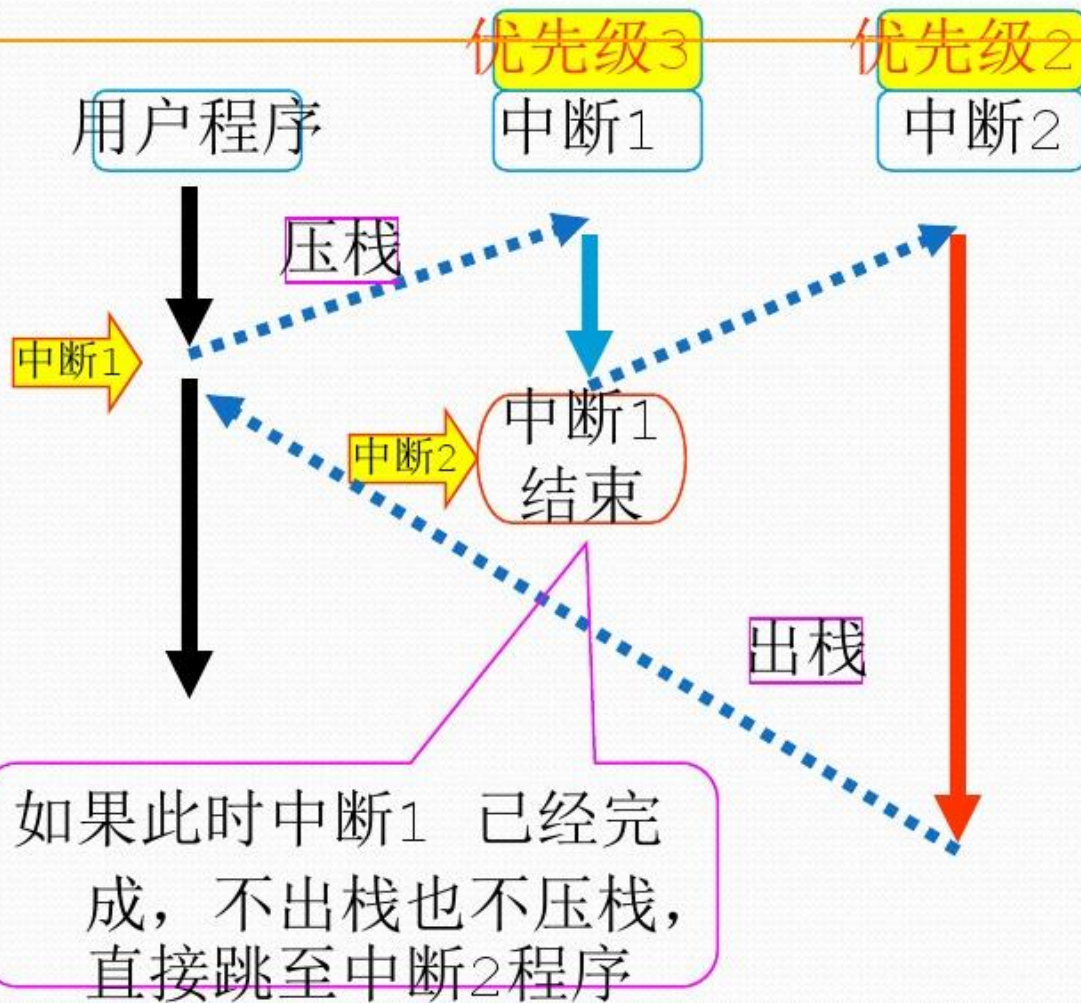 优先级3
优先级2
用户程序
中断1
中断2
压栈
中断1
中断2
中断1
结束
出栈
如果此时中断1 已经完
成，不出栈也不压栈，
直接跳至中断2程序